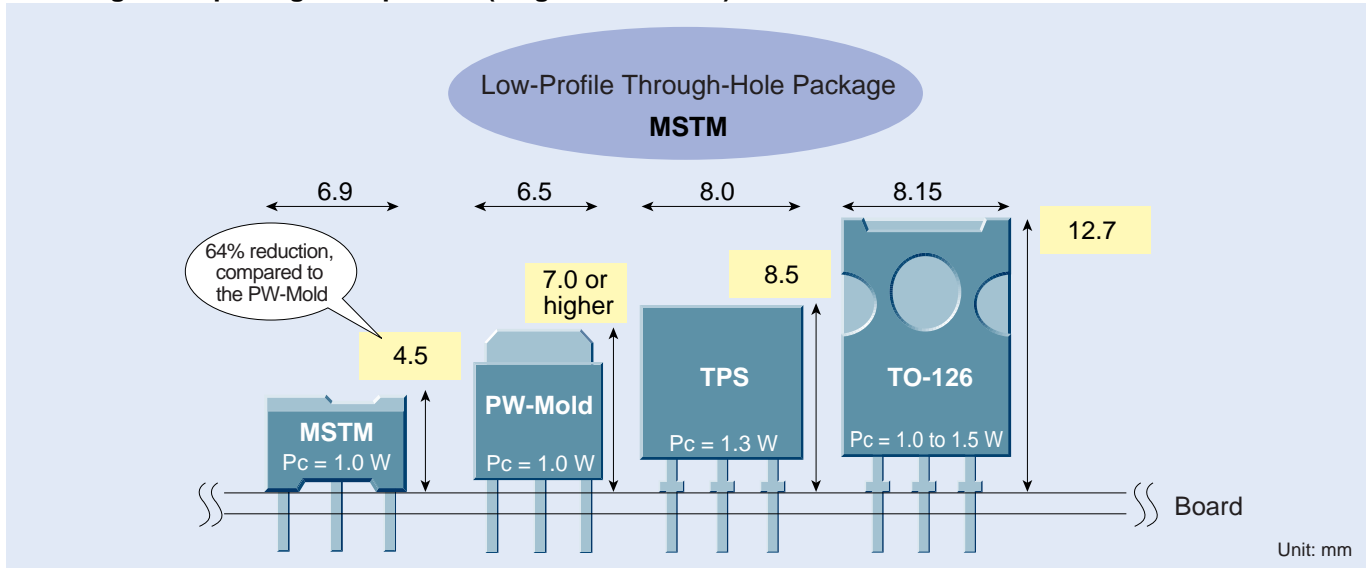 Low-Profile Through-Hole Package
MSTM
6.9
6.5
8.0
8.15
64% reduction,
compared to
the PW-Mold
4.5
7.0 or
higher
8.5
12.7
MSTM
Pc = 1.0 W
PW-Mold
Pc = 1.0 W
TPS
Pc = 1.3 W
TO-126
Pc = 1.0 to 1.5 W
Board
Unit: mm